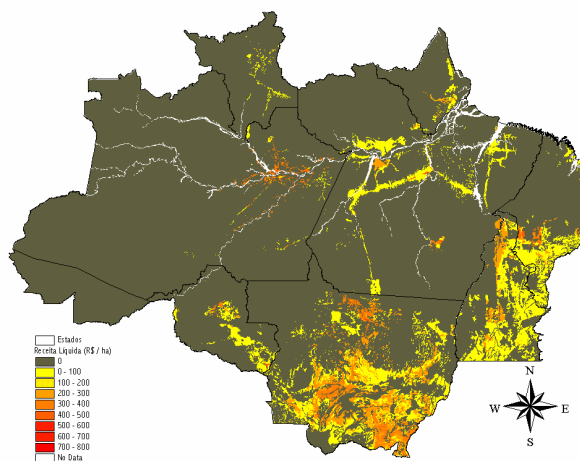 Estados
Receita Líquida (R$ / ha)
0
0 - 100
100 - 200
200 - 300
300 - 400
400 - 500
500 - 600
600 - 700
700 - 800
No Data
N
W E
S